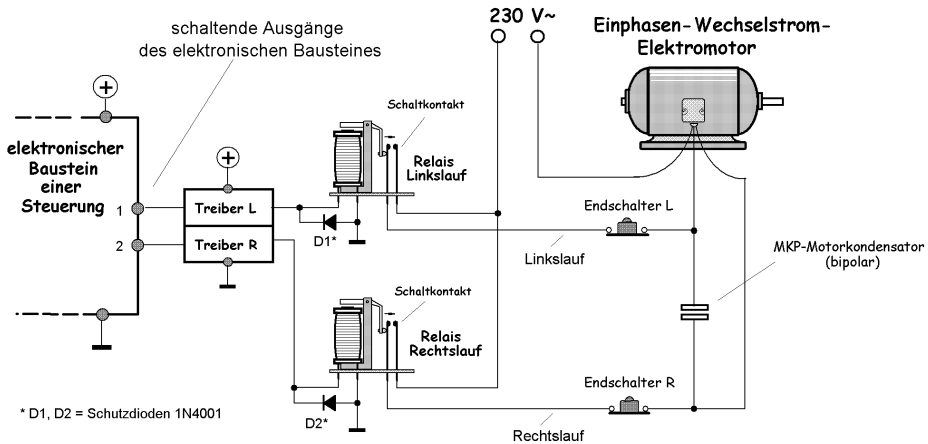 schaltende Ausgänge
des elektronischen Bausteines
230 V~
Einphasen-Wechselstrom-
Elektromotor
+
elektronischer
Baustein
einer
Steuerung
1
2
+
Treiber L
Treiber R
Schaltkontakt
Relais
Linkslauf
D1*
Endschalter L
Linkslauf
MKP-Motorkondensator
(bipolar)
Schaltkontakt
Relais
Rechtslauf
D2*
Endschalter R
Rechtslauf
* D1, D2 = Schutzdioden 1N4001